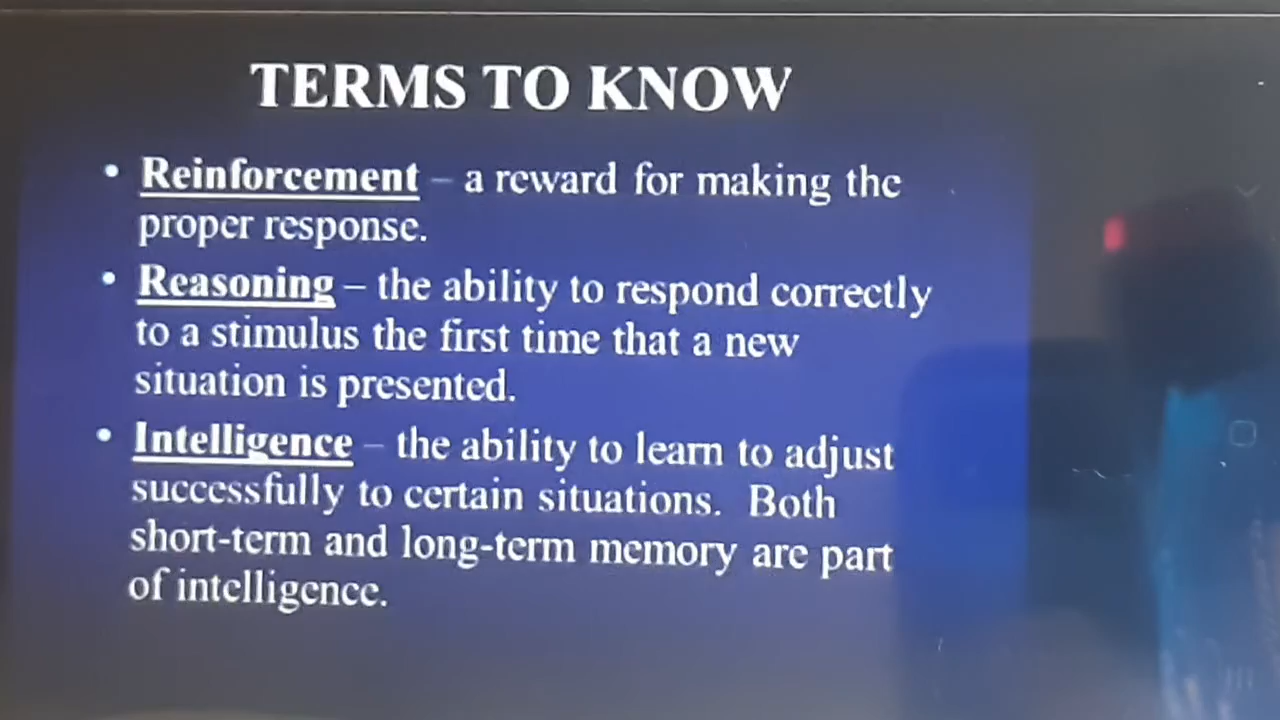 TERMS TO KNOW
• Reinforcement – a reward for making the
proper response.
• Reasoning – the ability to respond correctly
to a stimulus the first time that a new
situation is presented.
• Intelligence – the ability to learn to adjust
successfully to certain situations. Both
short-term and long-term memory are part
of intelligence.